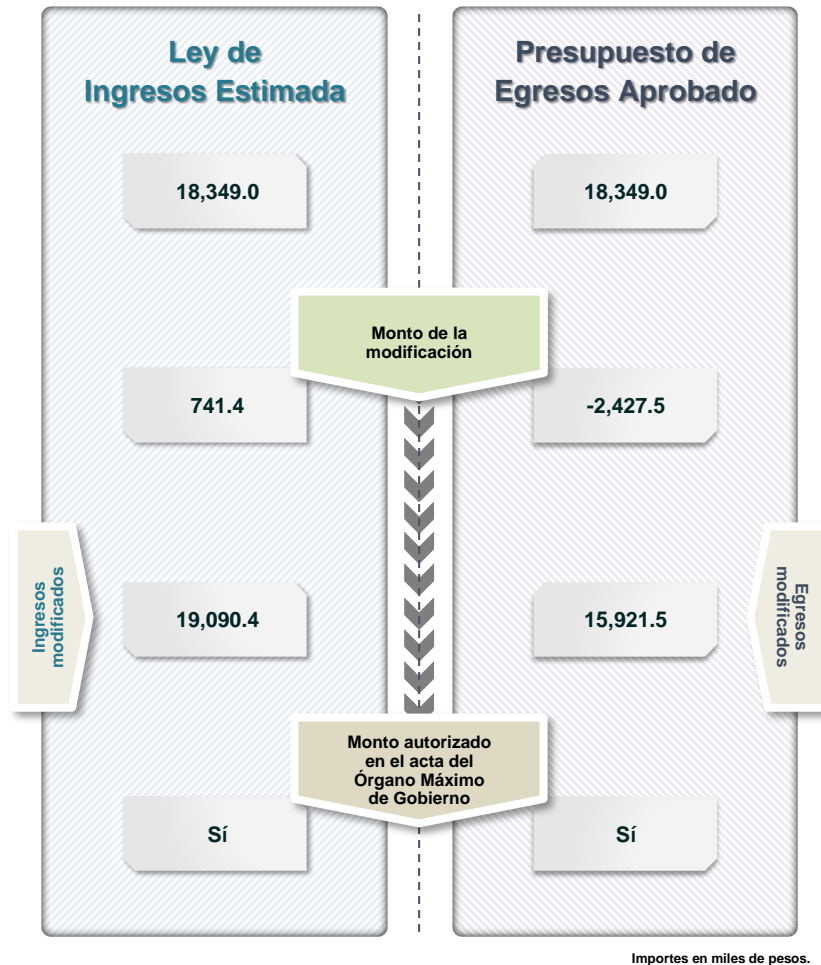 Ley de
Ingresos Estimada
Presupuesto de
Egresos Aprobado
18,349.0
18,349.0
Monto de la
modificación
741.4
-2,427.5
Ingresos
modificados
19,090.4
15,921.5
Egresos
modificados
Monto autorizado
en el acta del
Órgano Máximo
de Gobierno
Sí
Sí
Importes en miles de pesos.